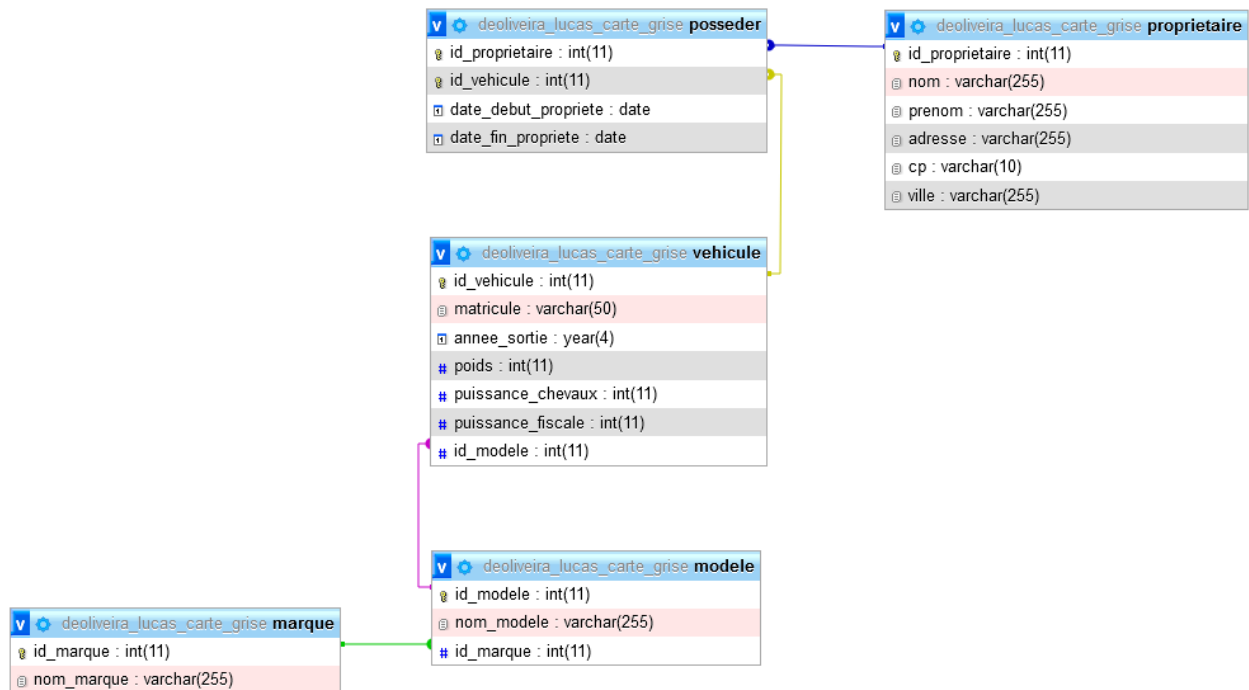 v deoliveira_lucas_carte_grise posseder
id_proprietaire : int(11)
id_vehicule : int(11)
date_debut_propriete : date
date_fin_propriete : date
v deoliveira_lucas_carte_grise proprietaire
id_proprietaire : int(11)
nom : varchar(255)
prenom : varchar(255)
adresse : varchar(255)
cp : varchar(10)
ville : varchar(255)
v deoliveira_lucas_carte_grise vehicule
id_vehicule : int(11)
matricule : varchar(50)
annee_sortie : year(4)
# poids : int(11)
# puissance_chevaux : int(11)
# puissance_fiscale : int(11)
# id_modele : int(11)
v deoliveira_lucas_carte_grise modele
id_modele : int(11)
nom_modele : varchar(255)
# id_marque : int(11)
v deoliveira_lucas_carte_grise marque
id_marque : int(11)
nom_marque : varchar(255)